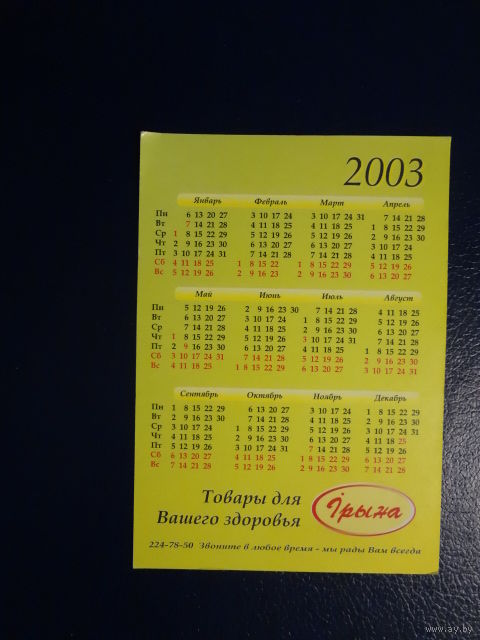 2003
Январь Февраль Март Апрель
Пн 6 13 20 27 3 10 17 24 3 10 17 24 31 7 14 21 28
Вт 7 14 21 28 4 11 18 25 4 11 18 25 1 8 15 22 29
Ср 1 8 15 22 29 5 12 19 26 5 12 19 26 2 9 16 23 30
Чт 2 9 16 23 30 6 13 20 27 6 13 20 27 3 10 17 24
Пт 3 10 17 24 31 7 14 21 28 7 14 21 28 4 11 18 25
Сб 4 11 18 25 1 8 15 22 1 8 15 22 29 5 12 19 26
Вс 5 12 19 26 2 9 16 23 2 9 16 23 30 6 13 20 27
Май Июнь Июль Август
Пн 5 12 19 26 2 9 16 23 30 7 14 21 28 4 11 18 25
Вт 6 13 20 27 3 10 17 24 1 8 15 22 29 5 12 19 26
Ср 7 14 21 28 4 11 18 25 2 9 16 23 30 6 13 20 27
Чт 1 8 15 22 29 5 12 19 26 3 10 17 24 31 7 14 21 28
Пт 2 9 16 23 30 6 13 20 27 4 11 18 25 1 8 15 22 29
Сб 3 10 17 24 31 7 14 21 28 5 12 19 26 2 9 16 23 30
Вс 4 11 18 25 1 8 15 22 29 6 13 20 27 3 10 17 24 31
Сентябрь Октябрь Ноябрь Декабрь
Пн 1 8 15 22 29 6 13 20 27 3 10 17 24 1 8 15 22 29
Вт 2 9 16 23 30 7 14 21 28 4 11 18 25 2 9 16 23 30
Ср 3 10 17 24 1 8 15 22 29 5 12 19 26 3 10 17 24 31
Чт 4 11 18 25 2 9 16 23 30 6 13 20 27 4 11 18 25
Пт 5 12 19 26 3 10 17 24 31 7 14 21 28 5 12 19 26
Сб 6 13 20 27 4 11 18 25 1 8 15 22 29 6 13 20 27
Вс 7 14 21 28 5 12 19 26 2 9 16 23 30 7 14 21 28
Товары для
Вашего здоровья
Ірына
224-78-50 Звоните в любое время - мы рады Вам всегда
© www.ay.by